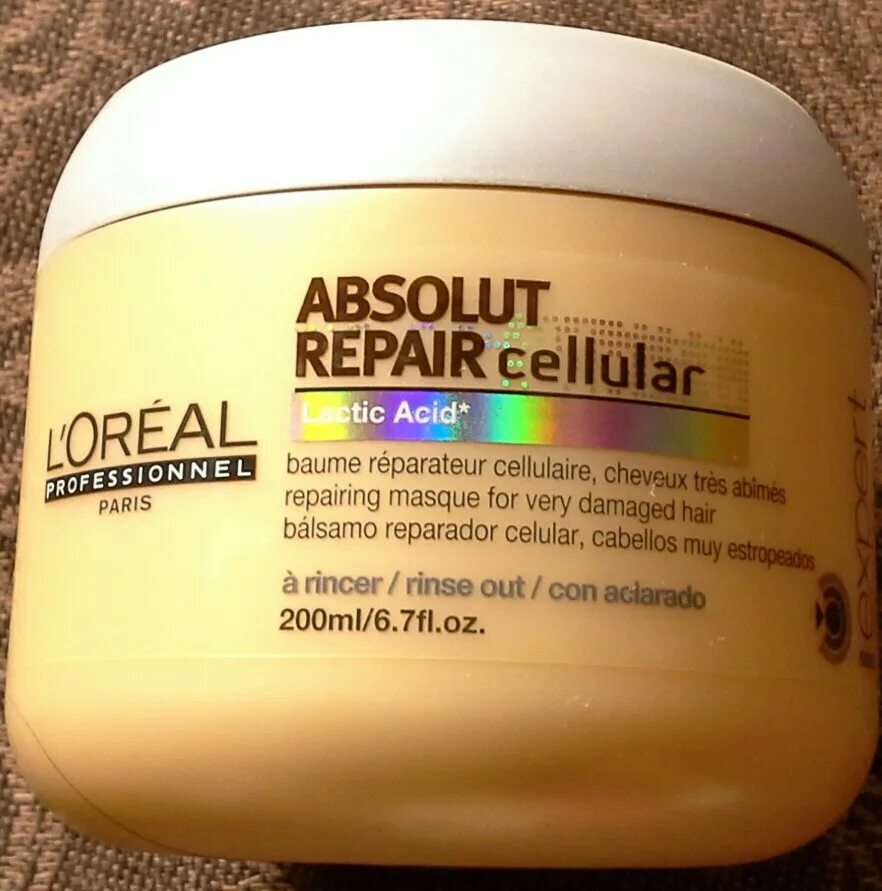 L'ORÉAL
PROFESSIONNEL
PARIS
ABSOLUT
REPAIR cellular
Lactic Acid*
baume réparateur cellulaire, cheveux très abîmés
repairing masque for very damaged hair
bálsamo reparador celular, cabellos muy estropeados
à rincer / rinse out / con aclarado
200ml/6.7fl.oz.
expert